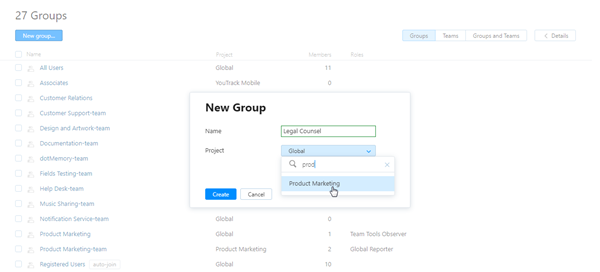 27 Groups
New group...
Groups Teams Groups and Teams Details
Name Project Members Roles
All Users Global 11
Associates YouTrack Mobile 0
Customer Relations
Customer Support-team
Design and Artwork-team
Documentation-team
dotMemory-team
Fields Testing-team
Help Desk-team
Music Sharing-team
Notification Service-team Global 0
Product Marketing Global 1 Team Tools Observer
Product Marketing-team Product Marketing 2 Global Reporter
Registered Users auto-join Global 10
New Group
Name Legal Counsel
Project Global
prod
Product Marketing
Create Cancel